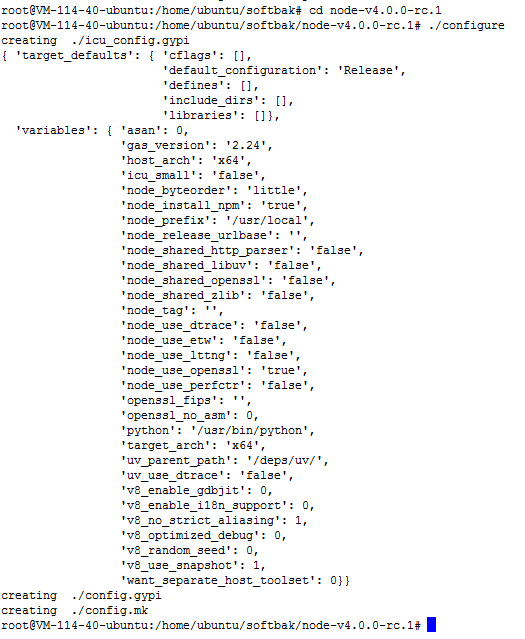 root@VM-114-40-ubuntu:/home/ubuntu/softbak# cd node-v4.0.0-rc.1
root@VM-114-40-ubuntu:/home/ubuntu/softbak/node-v4.0.0-rc.1# ./configure
creating  ./icu_config.gypi
{ 'target_defaults': { 'cflags': [],
                       'default_configuration': 'Release',
                       'defines': [],
                       'include_dirs': [],
                       'libraries': []},
  'variables': { 'asan': 0,
                 'gas_version': '2.24',
                 'host_arch': 'x64',
                 'icu_small': 'false',
                 'node_byteorder': 'little',
                 'node_install_npm': 'true',
                 'node_prefix': '/usr/local',
                 'node_release_urlbase': '',
                 'node_shared_http_parser': 'false',
                 'node_shared_libuv': 'false',
                 'node_shared_openssl': 'false',
                 'node_shared_zlib': 'false',
                 'node_tag': '',
                 'node_use_dtrace': 'false',
                 'node_use_etw': 'false',
                 'node_use_lttng': 'false',
                 'node_use_openssl': 'true',
                 'node_use_perfctr': 'false',
                 'openssl_fips': '',
                 'openssl_no_asm': 0,
                 'python': '/usr/bin/python',
                 'target_arch': 'x64',
                 'uv_parent_path': '/deps/uv/',
                 'uv_use_dtrace': 'false',
                 'v8_enable_gdbjit': 0,
                 'v8_enable_i18n_support': 0,
                 'v8_no_strict_aliasing': 1,
                 'v8_optimized_debug': 0,
                 'v8_random_seed': 0,
                 'v8_use_snapshot': 1,
                 'want_separate_host_toolset': 0}}
creating  ./config.gypi
creating  ./config.mk
root@VM-114-40-ubuntu:/home/ubuntu/softbak/node-v4.0.0-rc.1#